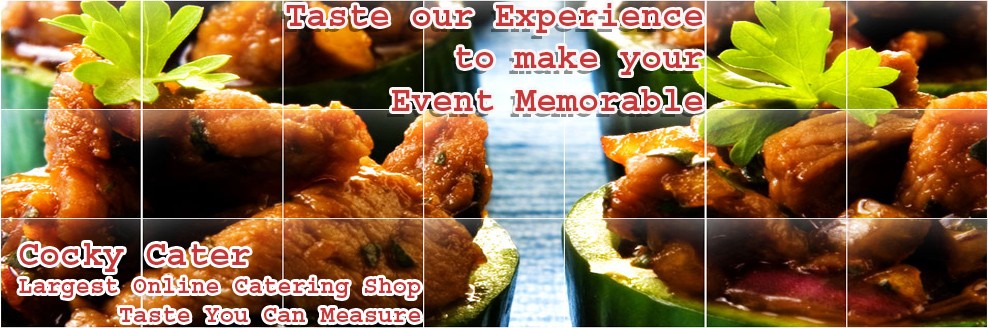 Taste our Experience
to make your
Event Memorable
Cocky Cater
Largest Online Catering Shop
Taste You Can Measure